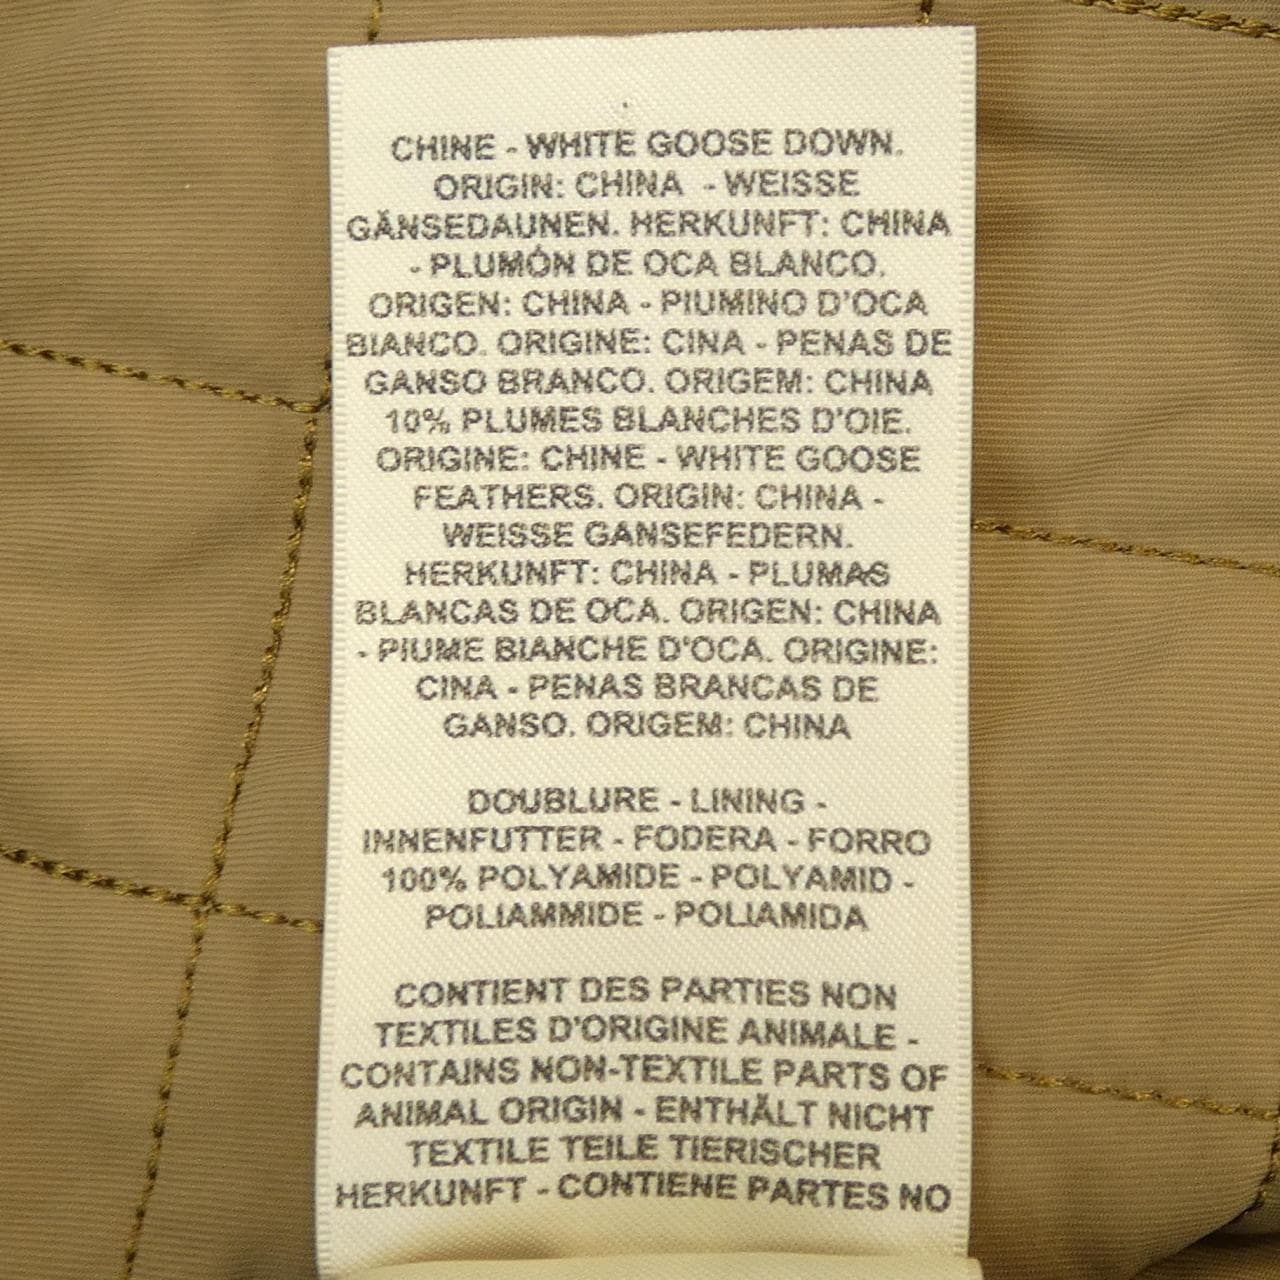 CHINE - WHITE GOOSE DOWN.
ORIGIN: CHINA - WEISSE
GÄNSEDAUNEN. HERKUNFT: CHINA
- PLUMÓN DE OCA BLANCO.
ORIGEN: CHINA - PIUMINO D'OCA
BIANCO. ORIGINE: CINA - PENAS DE
GANSO BRANCO. ORIGEM: CHINA
10% PLUMES BLANCHES D'OIE.
ORIGINE: CHINE - WHITE GOOSE
FEATHERS. ORIGIN: CHINA -
WEISSE GANSEFEDERN.
HERKUNFT: CHINA - PLUMAS
BLANCAS DE OCA. ORIGEN: CHINA
- PIUME BIANCHE D'OCA. ORIGINE:
CINA - PENAS BRANCAS DE
GANSO. ORIGEM: CHINA
DOUBLURE - LINING -
INNENFUTTER - FODERA - FORRO
100% POLYAMIDE - POLYAMID -
POLIAMMIDE - POLIAMIDA
CONTIENT DES PARTIES NON
TEXTILES D'ORIGINE ANIMALE -
CONTAINS NON-TEXTILE PARTS OF
ANIMAL ORIGIN - ENTHÄLT NICHT
TEXTILE TEILE TIERISCHER
HERKUNFT - CONTIENE PARTES NO